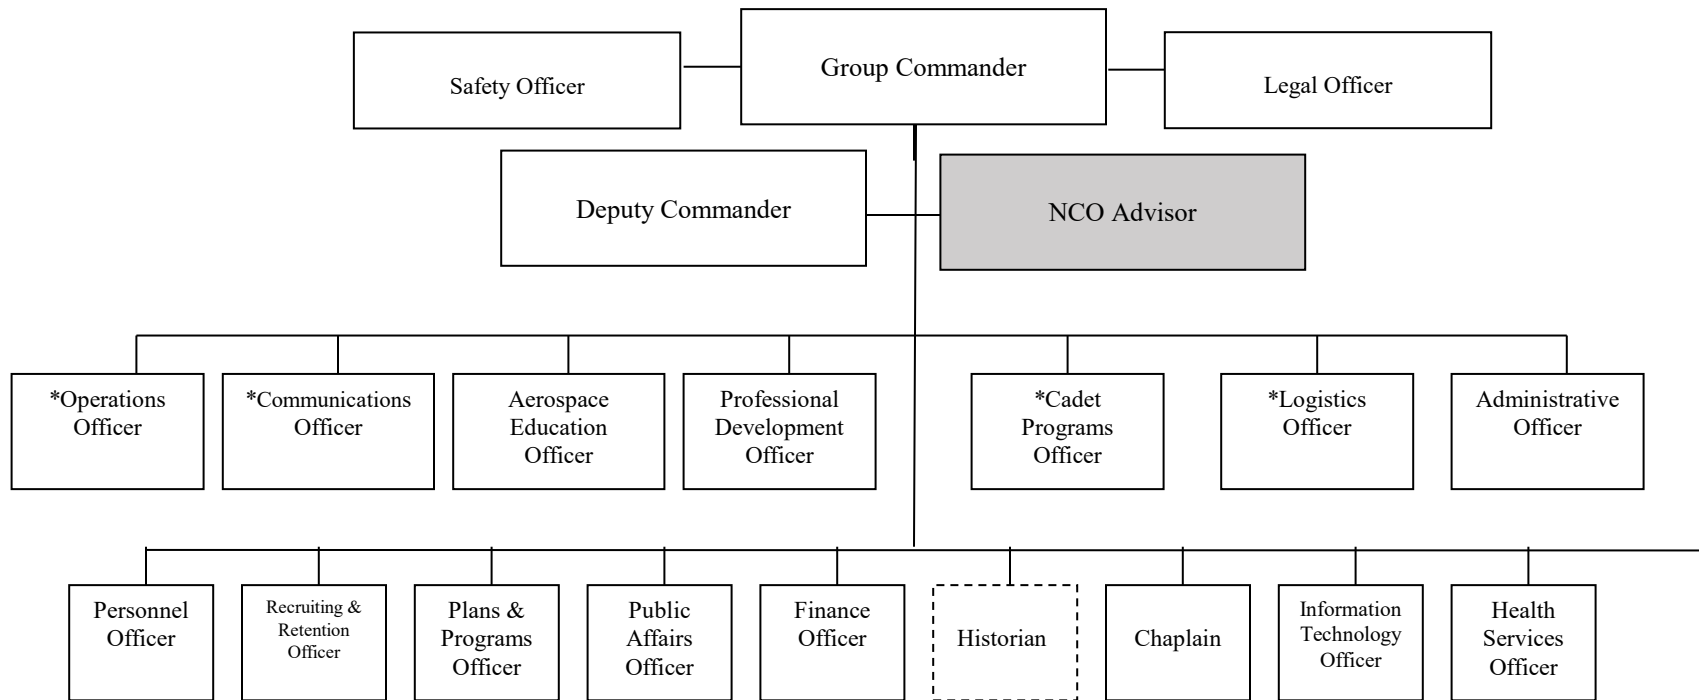 Group Commander
Safety Officer
Legal Officer
Deputy Commander
NCO Advisor
*Operations
Officer
*Communications
Officer
Aerospace
Education
Officer
Professional
Development
Officer
*Cadet
Programs
Officer
*Logistics
Officer
Administrative
Officer
Personnel
Officer
Recruiting &
Retention
Officer
Plans &
Programs
Officer
Public
Affairs
Officer
Finance
Officer
Historian
Chaplain
Information
Technology
Officer
Health
Services
Officer